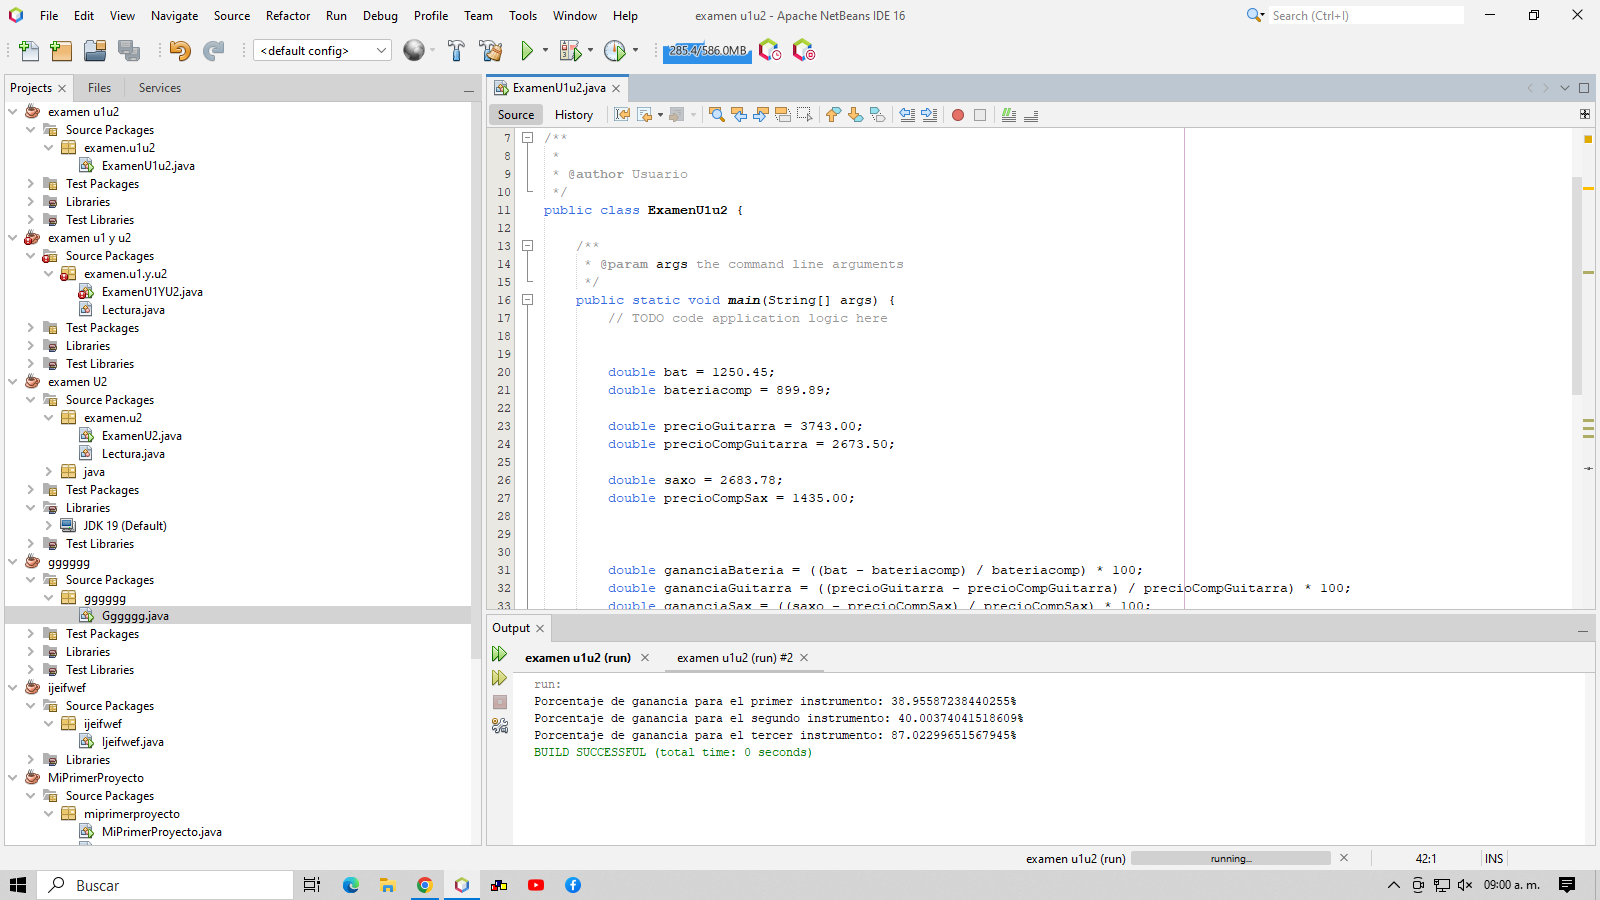 File Edit View Navigate Source Refactor Run Debug Profile Team Tools Window Help
examen u1u2 - Apache NetBeans IDE 16
Search (Ctrl+I)
<default config>
285.4/586.0MB
Projects Files Services
examen u1u2
Source Packages
examen.u1u2
ExamenU1u2.java
Test Packages
Libraries
Test Libraries
examen u1 y u2
Source Packages
examen.u1.y.u2
ExamenU1YU2.java
Lectura.java
Test Packages
Libraries
Test Libraries
examen U2
Source Packages
examen.u2
ExamenU2.java
Lectura.java
java
Test Packages
Libraries
JDK 19 (Default)
Test Libraries
gggggg
Source Packages
gggggg
Gggggg.java
Test Packages
Libraries
Test Libraries
ijeifwef
Source Packages
ijeifwef
Ijeifwef.java
Libraries
MiPrimerProyecto
Source Packages
miprimerproyecto
MiPrimerProyecto.java
ExamenU1u2.java
Source History
7 /**
8 *
9 * @author Usuario
10 */
11 public class ExamenU1u2 {
12
13 /**
14 * @param args the command line arguments
15 */
16 public static void main(String[] args) {
17 // TODO code application logic here
18
19
20 double bat = 1250.45;
21 double bateriacomp = 899.89;
22
23 double precioGuitarra = 3743.00;
24 double precioCompGuitarra = 2673.50;
25
26 double saxo = 2683.78;
27 double precioCompSax = 1435.00;
28
29
30
31 double gananciaBateria = ((bat - bateriacomp) / bateriacomp) * 100;
32 double gananciaGuitarra = ((precioGuitarra - precioCompGuitarra) / precioCompGuitarra) * 100;
33 double gananciaSax = ((saxo - precioCompSax) / precioCompSax) * 100;
Output
examen u1u2 (run) examen u1u2 (run) #2
run:
Porcentaje de ganancia para el primer instrumento: 38.95587238440255%
Porcentaje de ganancia para el segundo instrumento: 40.00374041518609%
Porcentaje de ganancia para el tercer instrumento: 87.02299651567945%
BUILD SUCCESSFUL (total time: 0 seconds)
examen u1u2 (run) running... 42:1 INS
Buscar
09:00 a. m.